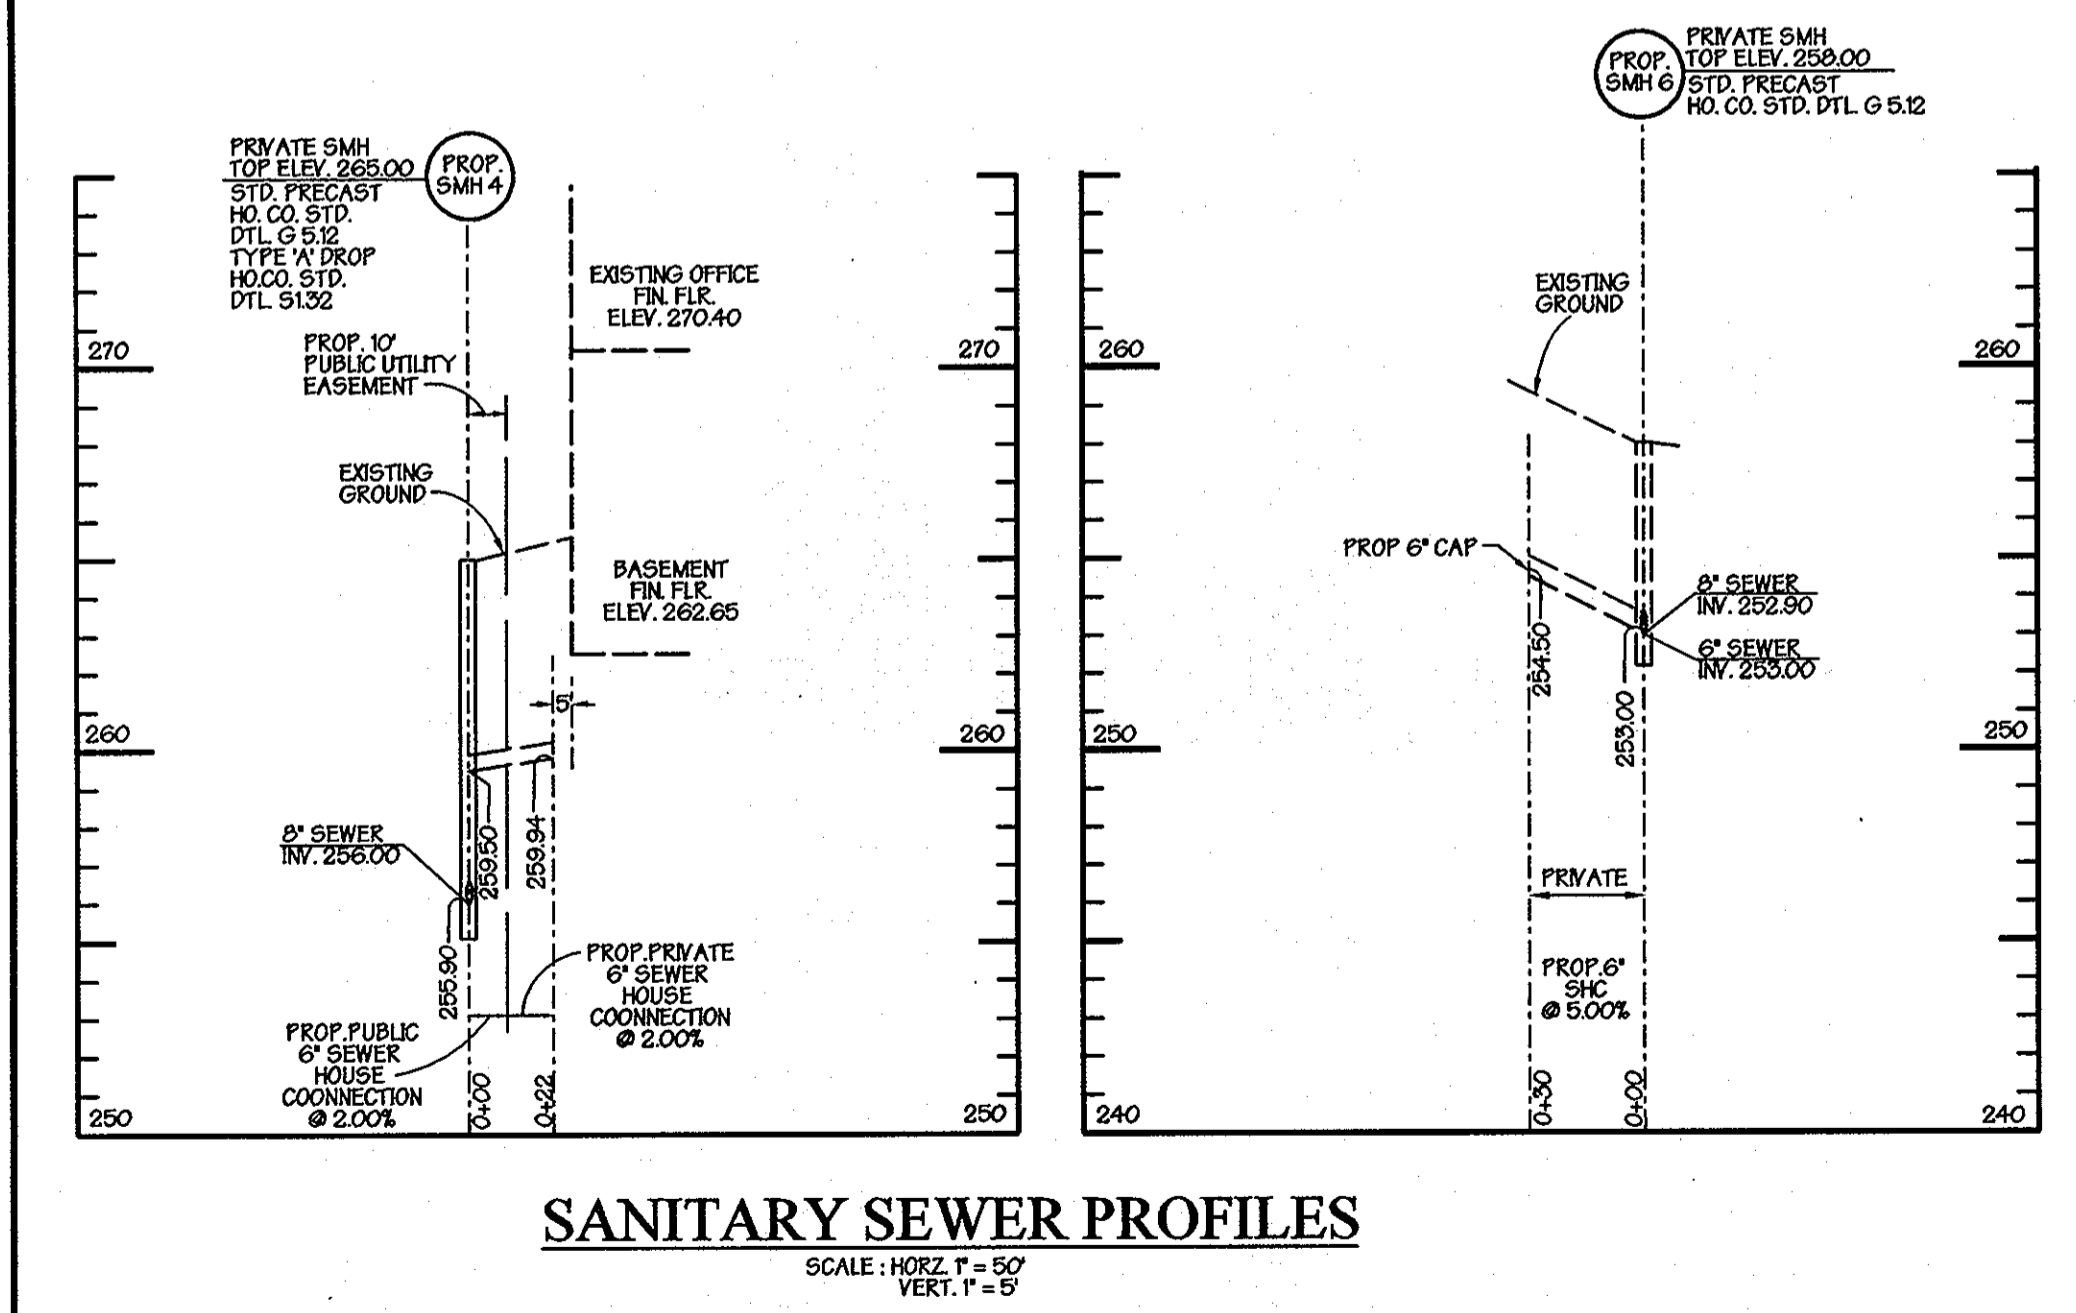 PRIVATE SMH
TOP ELEV. 265.00
STD. PRECAST
HO. CO. STD.
DTL. G 5.12
TYPE 'A' DROP
HO.CO. STD.
DTL. S1.32
PROP.
SMH 4
EXISTING OFFICE
FIN. FLR.
ELEV. 270.40
PROP. 10'
PUBLIC UTILITY
EASEMENT
270
270
EXISTING
GROUND
BASEMENT
FIN. FLR.
ELEV. 262.65
5'
260
260
8" SEWER
INV. 256.00
259.50
259.94
255.90
PROP.PRIVATE
6" SEWER
HOUSE
COONNECTION
@ 2.00%
PROP.PUBLIC
6" SEWER
HOUSE
COONNECTION
@ 2.00%
0+00
0+22
250
250
PROP.
SMH 6
PRIVATE SMH
TOP ELEV. 258.00
STD. PRECAST
HO. CO. STD. DTL. G 5.12
EXISTING
GROUND
260
260
PROP 6" CAP
8" SEWER
INV. 252.90
6" SEWER
INV. 253.00
254.50
253.00
250
250
PRIVATE
PROP.6"
SHC
@ 5.00%
0+30
0+00
240
240
SANITARY SEWER PROFILES
SCALE : HORZ. 1" = 50'
VERT. 1" = 5'